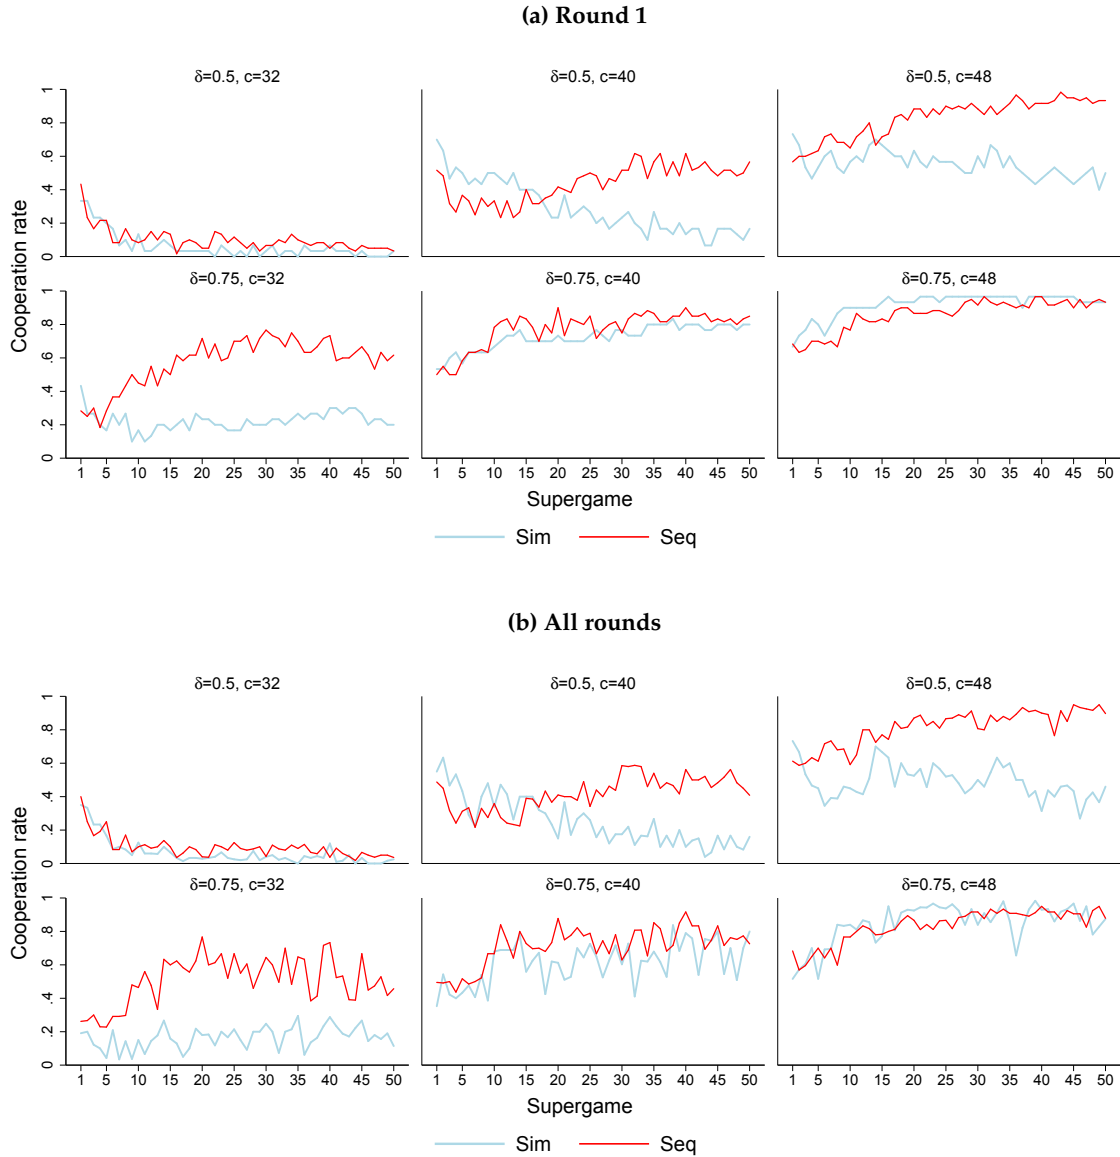 (a) Round 1
δ=0.5, c=32 δ=0.5, c=40 δ=0.5, c=48
0 .2 .4 .6 .8 1
δ=0.75, c=32 δ=0.75, c=40 δ=0.75, c=48
0 .2 .4 .6 .8 1
Cooperation rate
1 5 10 15 20 25 30 35 40 45 50 1 5 10 15 20 25 30 35 40 45 50 1 5 10 15 20 25 30 35 40 45 50
Supergame
Sim Seq
(b) All rounds
δ=0.5, c=32 δ=0.5, c=40 δ=0.5, c=48
0 .2 .4 .6 .8 1
δ=0.75, c=32 δ=0.75, c=40 δ=0.75, c=48
0 .2 .4 .6 .8 1
Cooperation rate
1 5 10 15 20 25 30 35 40 45 50 1 5 10 15 20 25 30 35 40 45 50 1 5 10 15 20 25 30 35 40 45 50
Supergame
Sim Seq